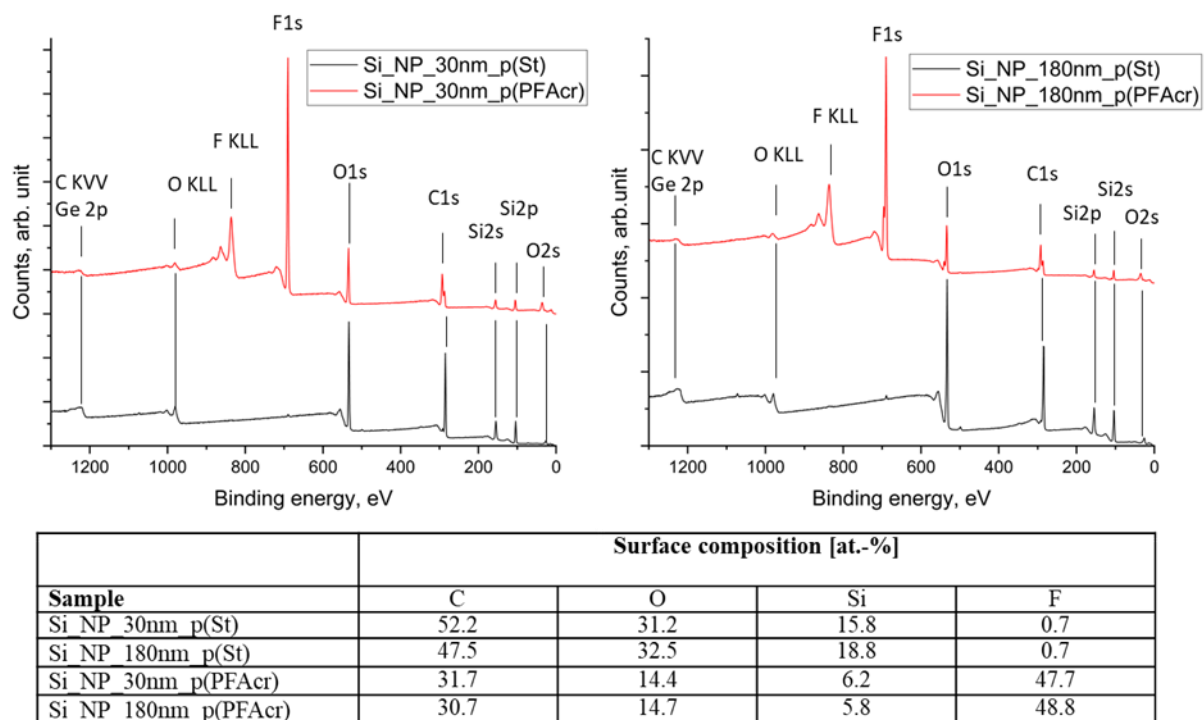 F1s
Si_NP_30nm_p(St)
Si_NP_30nm_p(PFAcr)
F KLL
C KVV
Ge 2p
O KLL
O1s
C1s
Si2s
Si2p
O2s
Counts, arb. unit
1200 1000 800 600 400 200 0
Binding energy, eV
F1s
Si_NP_180nm_p(St)
Si_NP_180nm_p(PFAcr)
F KLL
C KVV
Ge 2p
O KLL
O1s
C1s
Si2p
Si2s
O2s
Counts, arb.unit
1200 1000 800 600 400 200 0
Binding energy, eV
Surface composition [at.-%]
Sample C O Si F
Si_NP_30nm_p(St) 52.2 31.2 15.8 0.7
Si_NP_180nm_p(St) 47.5 32.5 18.8 0.7
Si_NP_30nm_p(PFAcr) 31.7 14.4 6.2 47.7
Si_NP_180nm_p(PFAcr) 30.7 14.7 5.8 48.8